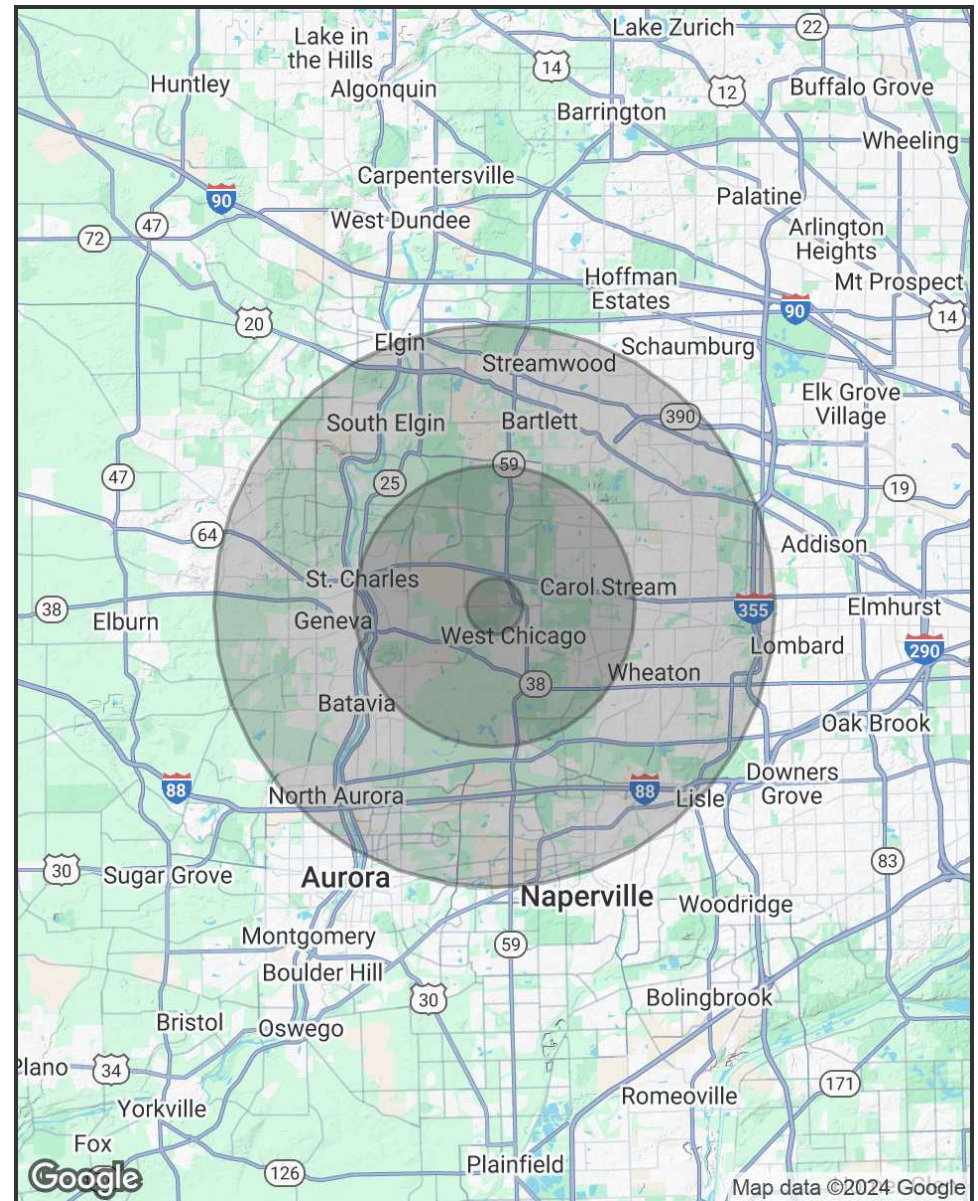 Lake Zurich
22
Lake in
the Hills
14
Huntley
Algonquin
12
Buffalo Grove
Barrington
Wheeling
Carpentersville
90
Palatine
West Dundee
47
72
Arlington
Heights
Hoffman
Estates
Mt Prospect
90
20
14
Elgin
Schaumburg
Streamwood
Elk Grove
Village
South Elgin
Bartlett
390
59
47
25
19
64
Addison
St. Charles
Carol Stream
38
355
Elmhurst
Elburn
Geneva
West Chicago
Lombard
290
Wheaton
38
Batavia
Oak Brook
Downers
Grove
88
North Aurora
88
Lisle
83
30
Sugar Grove
Aurora
Naperville
Woodridge
Montgomery
59
Boulder Hill
30
Bolingbrook
Bristol
Oswego
Plano
34
171
Romeoville
Yorkville
Fox
Plainfield
126
Google
Map data ©2024 Google